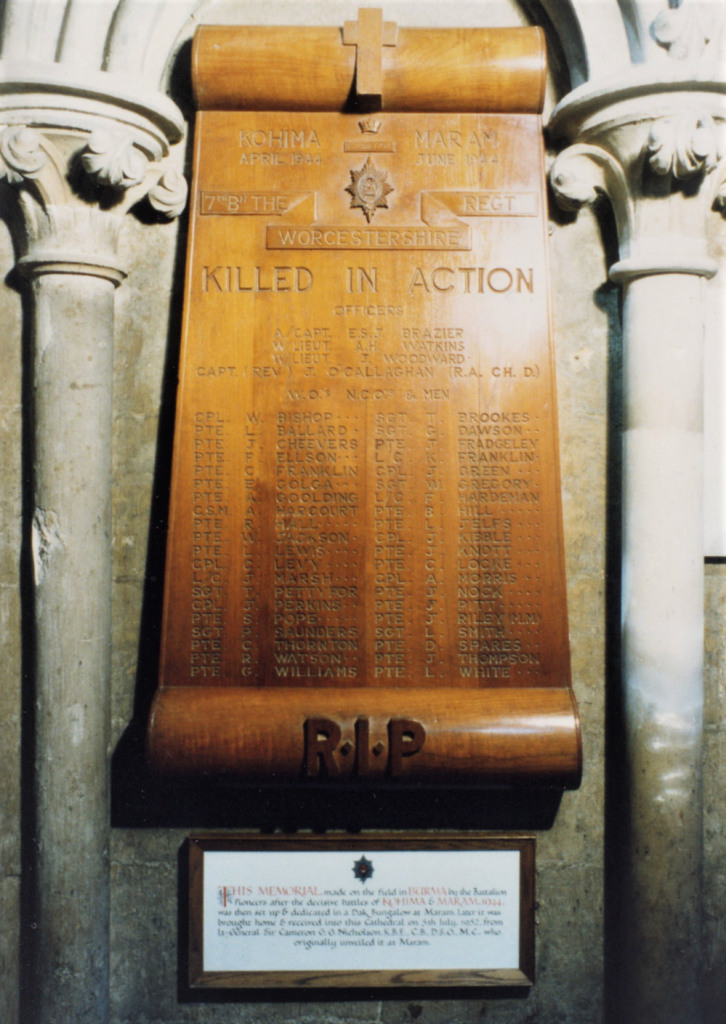 KOHIMA MARAM
APRIL 1944 JUNE 1944
7TH BN THE REGT
WORCESTERSHIRE
KILLED IN ACTION
OFFICERS
A/CAPT. E.S.J. BRAZIER
W/LIEUT. A.H. WATKINS
W/LIEUT. J. WOODWARD
CAPT. (REV) J. O'CALLAGHAN (R.A. CH. D.)
W.O'S N.C.O'S & MEN
CPL. W. BISHOP SGT. T. BROOKES
PTE L. BALLARD SGT. G. DAWSON
PTE J. CHEEVERS PTE J. FRADGELEY
PTE F. ELLSON L/C K. FRANKLIN
PTE C. FRANKLIN CPL J. GREEN
PTE E. GOLGA SGT W. GREGORY
PTE A. GOOLDING L/C F. HARDEMAN
C.S.M. A. HARCOURT PTE B. HILL
PTE R. HALL PTE L. JELFS
PTE W. JACKSON CPL J. KIBBLE
PTE L. LEWIS PTE J. KNOTT
CPL C. LEVY PTE C. LOCKE
L/C J. MARSH CPL A. MORRIS
SGT T. PETTYFOR PTE J. NOCK
CPL J. PERKINS PTE J. PITT
PTE S. POPE PTE J. RILEY (M.M)
SGT P. SAUNDERS SGT L. SMITH
PTE C. THORNTON PTE D. SPARES
PTE R. WATSON PTE J. THOMPSON
PTE G. WILLIAMS PTE L. WHITE
R·I·P
THIS MEMORIAL, made on the field in BURMA by the Battalion
Pioneers after the decisive battles of KOHIMA & MARAM, 1944,
was then set up & dedicated in a Dak Bungalow at Maram. Later it was
brought home & received into this Cathedral on 5th July, 1952, from
Lt-General Sir Cameron G. G. Nicholson, K.B.E., C.B., D.S.O., M.C., who
originally unveiled it at Maram.